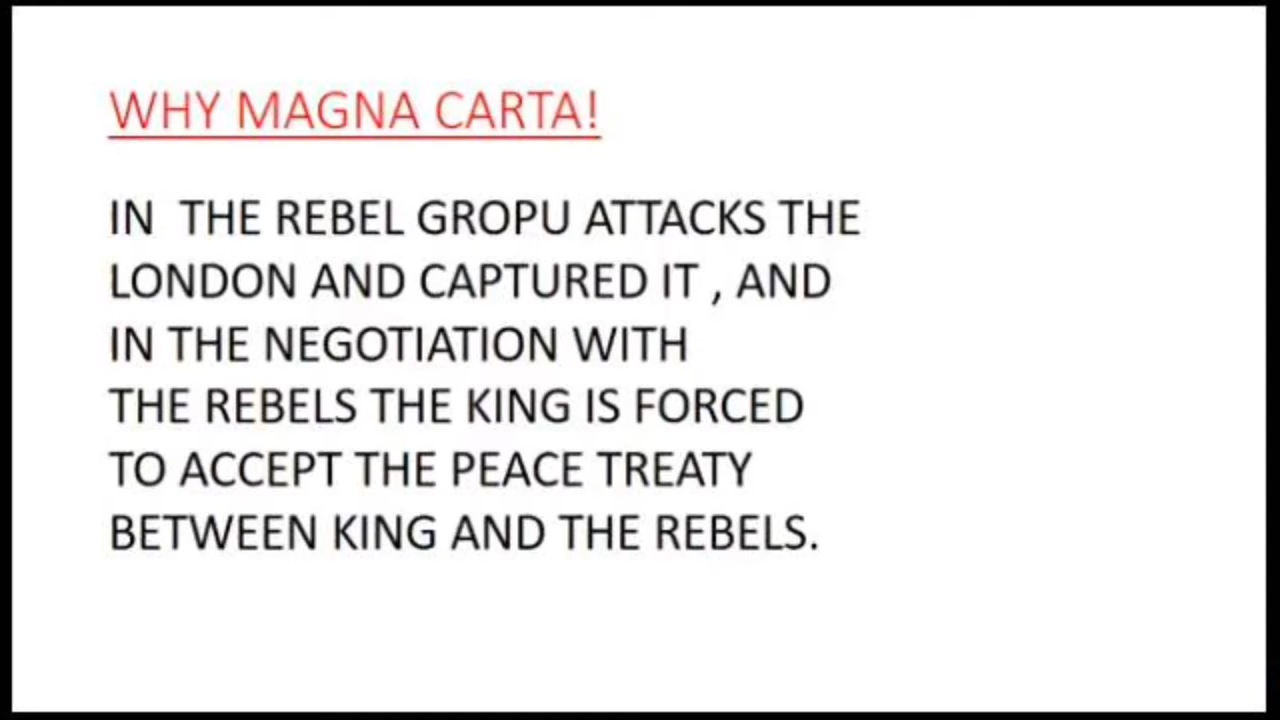 WHY MAGNA CARTA!
IN  THE REBEL GROPU ATTACKS THE
LONDON AND CAPTURED IT , AND
IN THE NEGOTIATION WITH
THE REBELS THE KING IS FORCED
TO ACCEPT THE PEACE TREATY
BETWEEN KING AND THE REBELS.